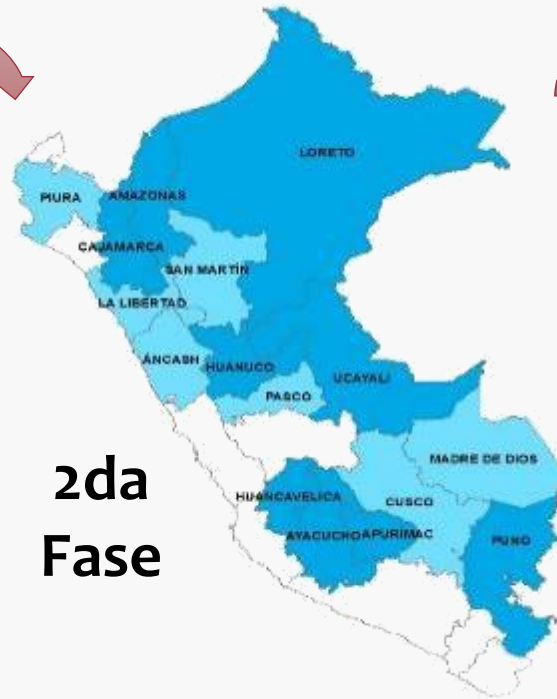 LORETO
PIURA
AMAZONAS
CAJAMARCA
SAN MARTÍN
LA LIBERTAD
ÁNCASH
HUÁNUCO
UCAYALI
PASCO
MADRE DE DIOS
2da
Fase
HUANCAVELICA
CUSCO
AYACUCHO
APURIMAC
PUNO